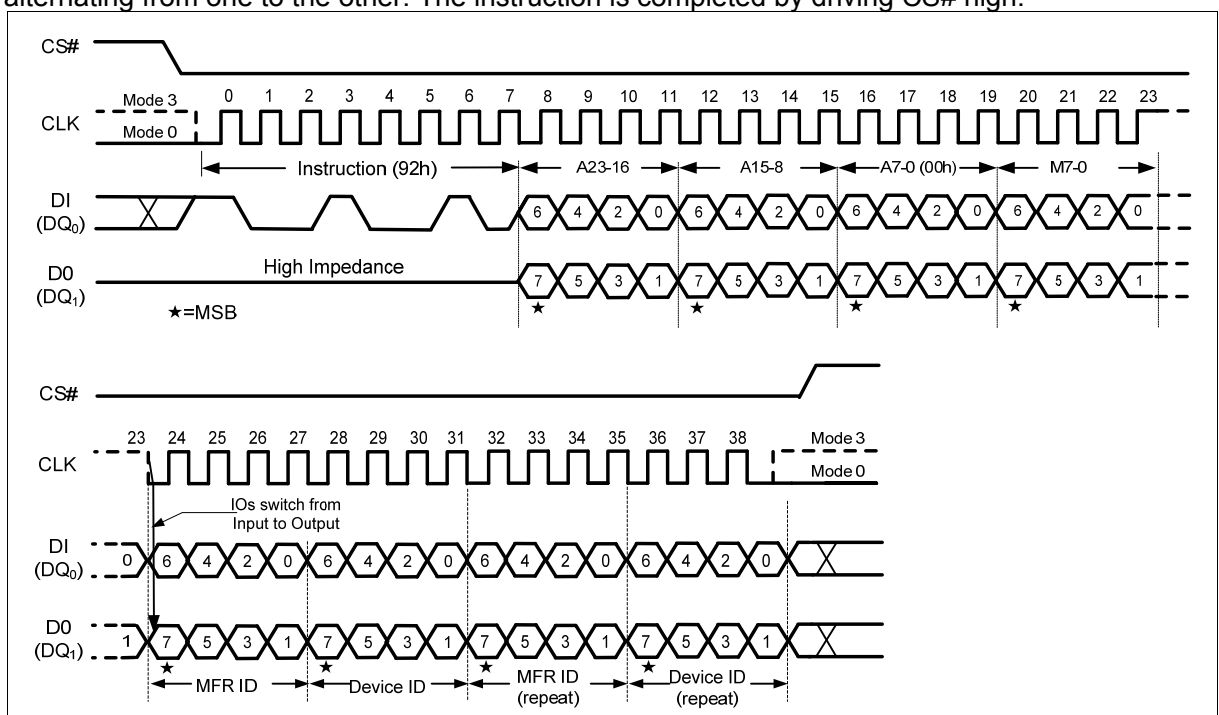 alternating from one to the other. The instruction is completed by driving CS# high.
CS#
Mode 3
Mode 0
CLK
0 1 2 3 4 5 6 7 8 9 10 11 12 13 14 15 16 17 18 19 20 21 22 23
Instruction (92h) A23-16 A15-8 A7-0 (00h) M7-0
DI
(DQ0)
6 4 2 0 6 4 2 0 6 4 2 0 6 4 2 0
High Impedance
D0
(DQ1)
7 5 3 1 7 5 3 1 7 5 3 1 7 5 3 1
★ ★ ★ ★
★=MSB
CS#
23 24 25 26 27 28 29 30 31 32 33 34 35 36 37 38
Mode 3
CLK
Mode 0
IOs switch from
Input to Output
DI
(DQ0)
0 6 4 2 0 6 4 2 0 6 4 2 0 6 4 2 0
D0
(DQ1)
1 7 5 3 1 7 5 3 1 7 5 3 1 7 5 3 1
★ ★ ★ ★
MFR ID Device ID MFR ID (repeat) Device ID (repeat)